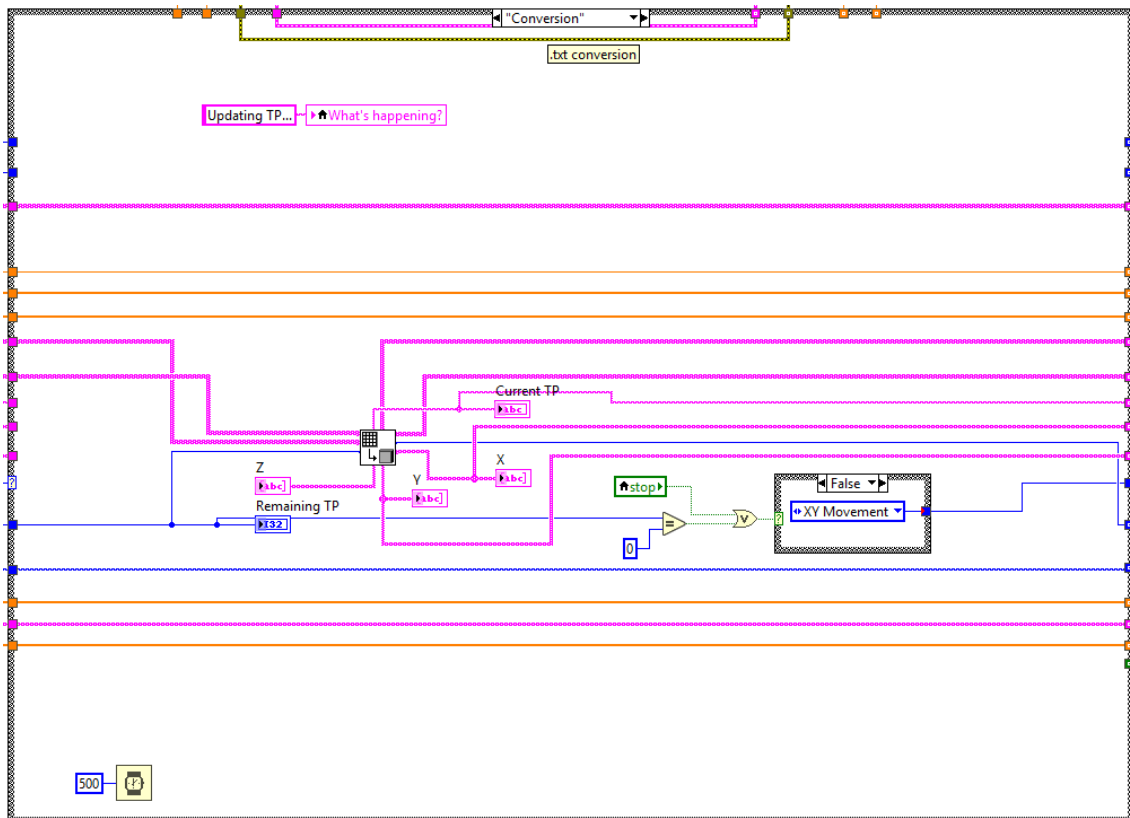 "Conversion"
.txt conversion
Updating TP...
What's happening?
Current TP
abc
Z
abc
Y
abc
X
abc
Remaining TP
I32
stop
=
0
V
?
False
XY Movement
?
500